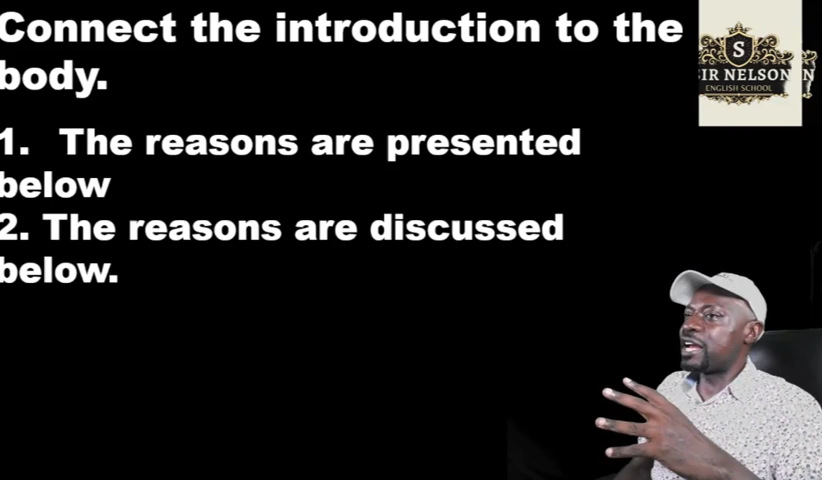 Connect the introduction to the
body.
1. The reasons are presented
below
2. The reasons are discussed
below.
S
SIR NELSON
ENGLISH SCHOOL